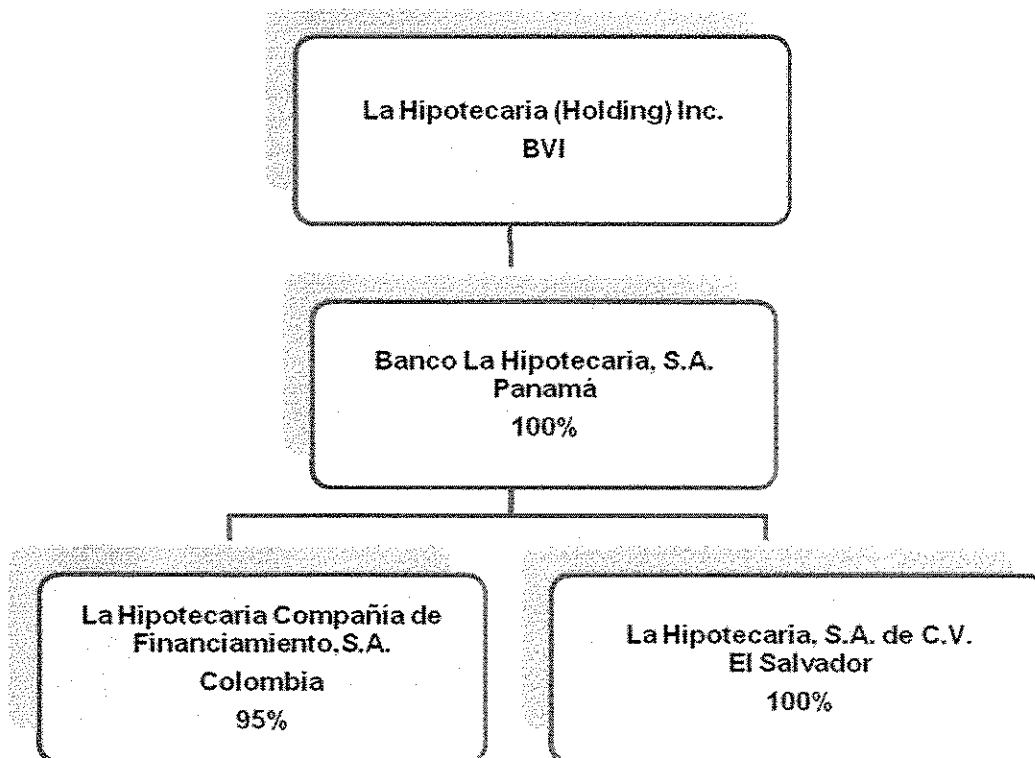 La Hipotecaria (Holding) Inc.
BVI
Banco La Hipotecaria, S.A.
Panamá
100%
La Hipotecaria Compañía de
Financiamiento, S.A.
Colombia
95%
La Hipotecaria, S.A. de C.V.
El Salvador
100%